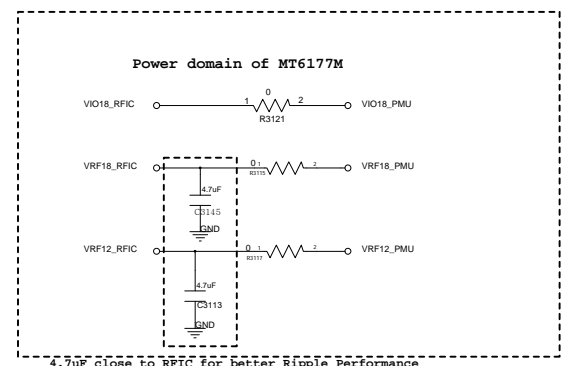 Power domain of MT6177M
0
VIO18_RFIC 1 2 VIO18_PMU
R3121
VRF18_RFIC 0 1 2 VRF18_PMU
R3115
4.7uF
C3145
GND
VRF12_RFIC 0 1 2 VRF12_PMU
R3117
4.7uF
C3113
GND
4.7uF close to RFIC for better Ripple Performance